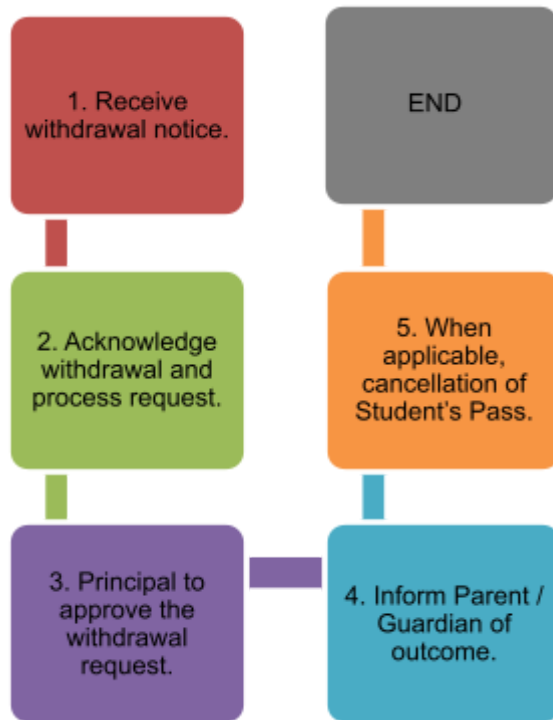 1. Receive
withdrawal notice.
2. Acknowledge
withdrawal and
process request.
3. Principal to
approve the
withdrawal
request.
4. Inform Parent /
Guardian of
outcome.
5. When
applicable,
cancellation of
Student's Pass.
END